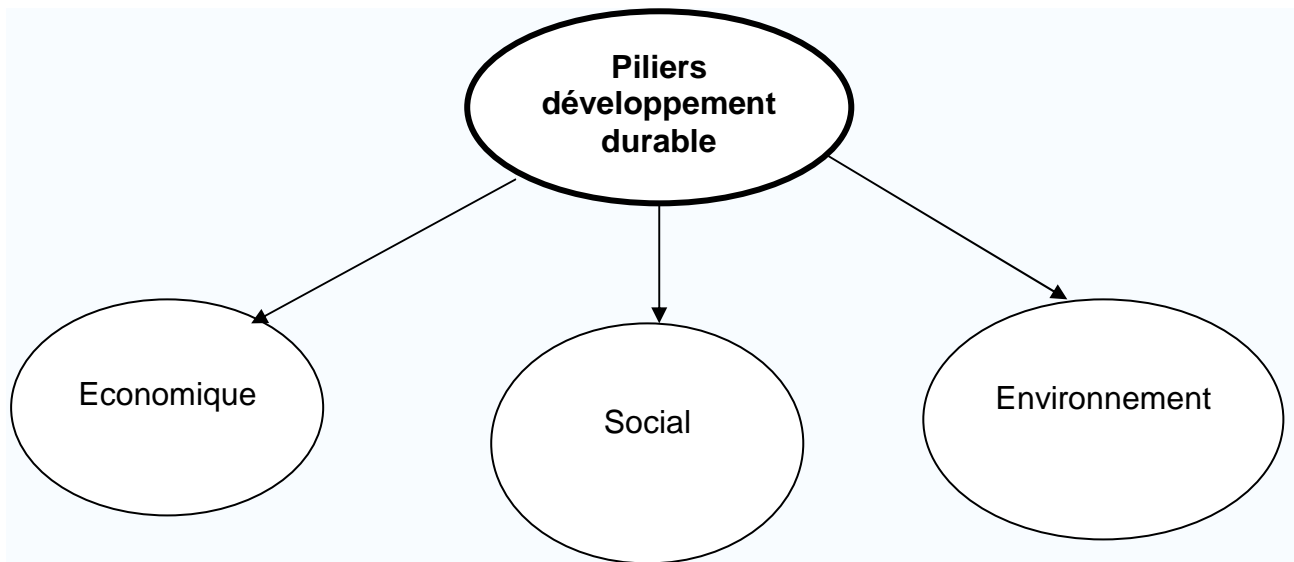 Piliers
développement
durable
Economique
Social
Environnement